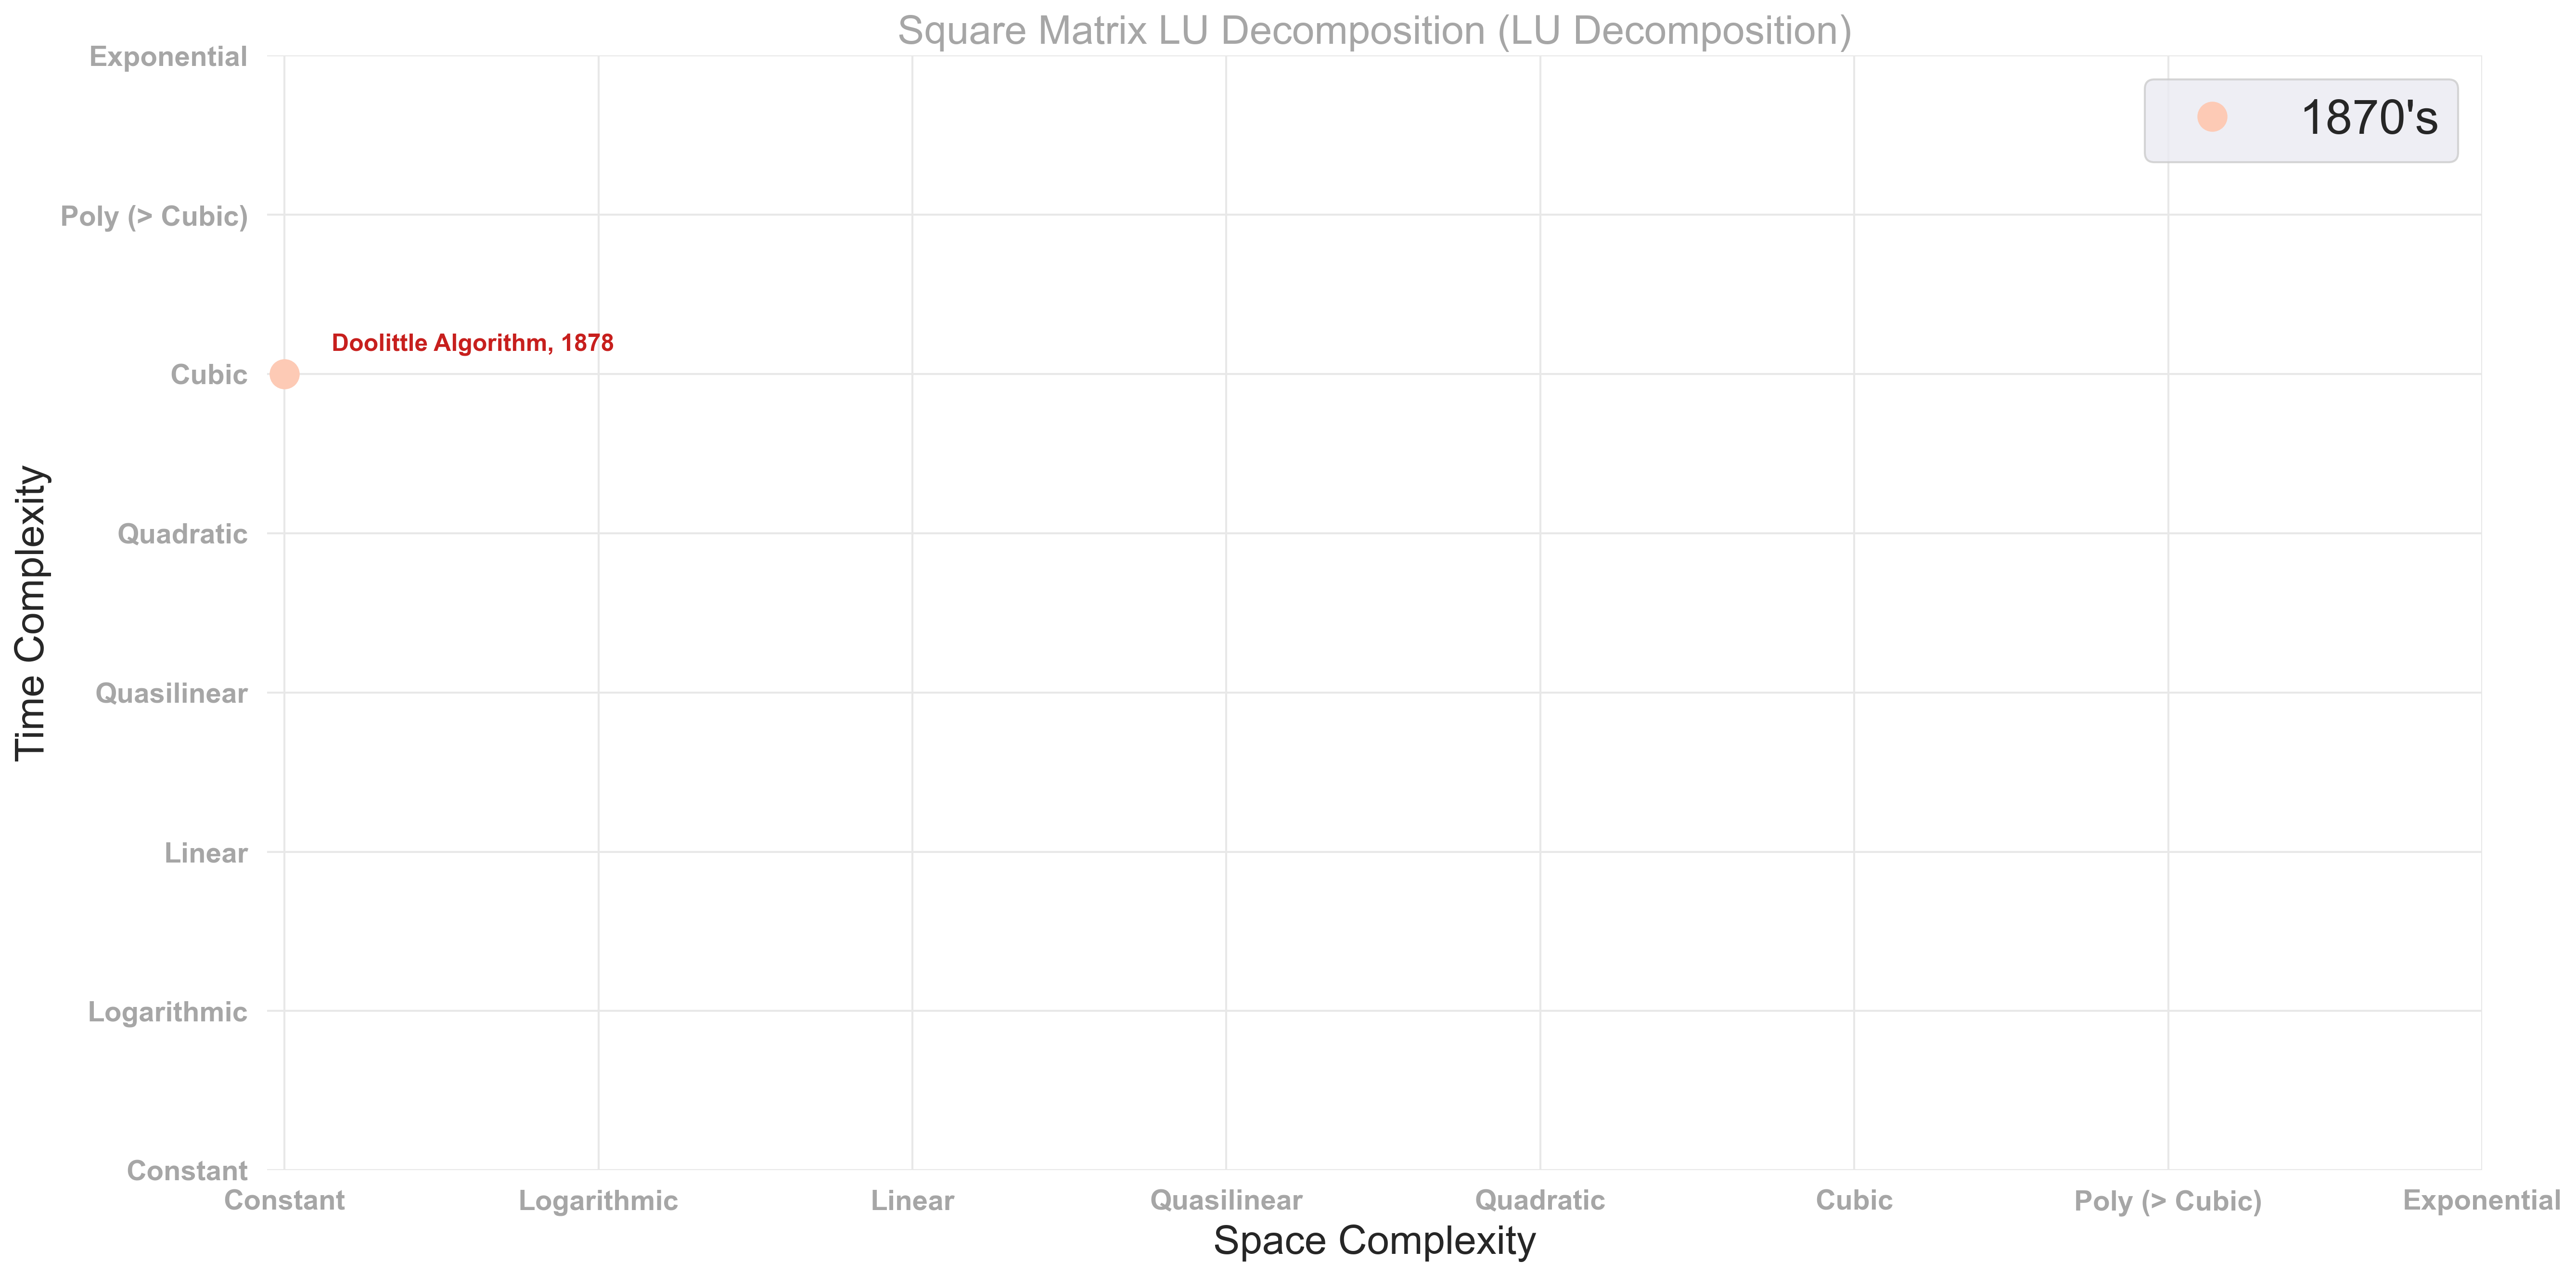 Square Matrix LU Decomposition (LU Decomposition)
1870's
Exponential
Poly (> Cubic)
Doolittle Algorithm, 1878
Cubic
Quadratic
Quasilinear
Linear
Logarithmic
Constant
Time Complexity
Constant
Logarithmic
Linear
Quasilinear
Quadratic
Cubic
Poly (> Cubic)
Exponential
Space Complexity